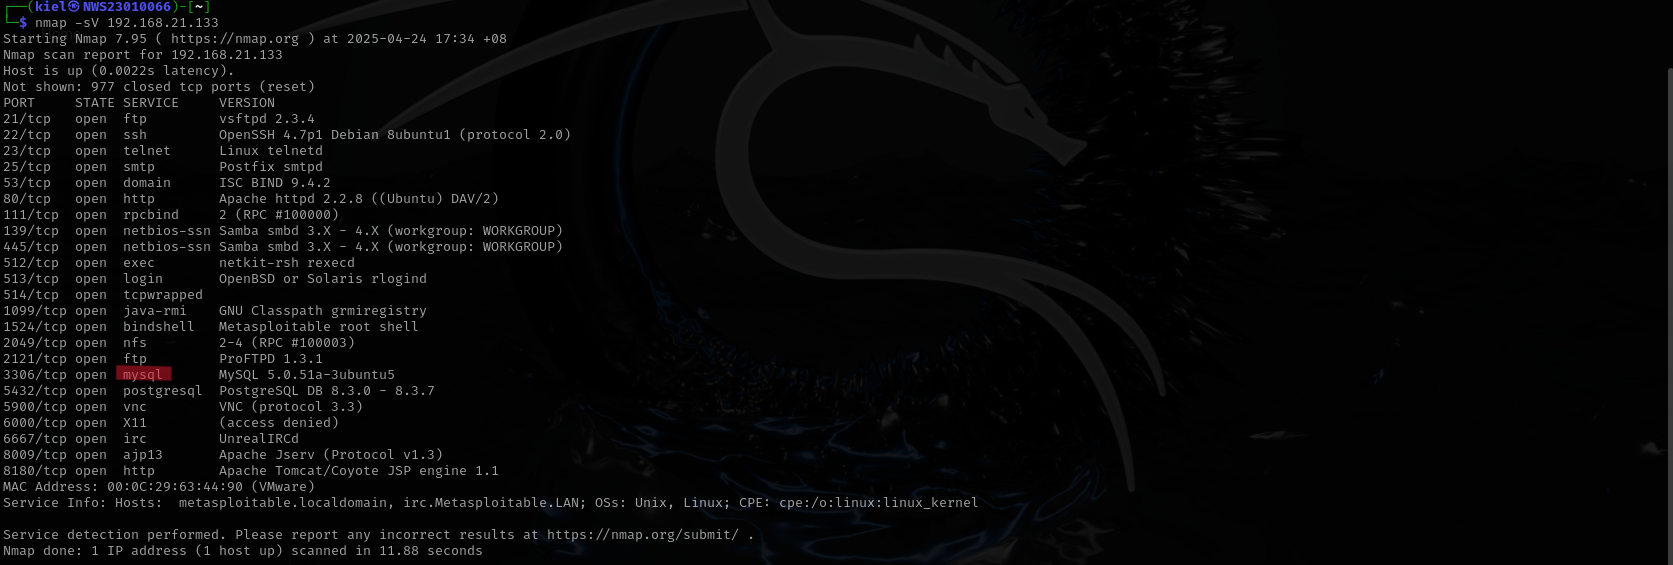 ┌──(kiel㉿NWS23010066)-[~]
└─$ nmap -sV 192.168.21.133
Starting Nmap 7.95 ( https://nmap.org ) at 2025-04-24 17:34 +08
Nmap scan report for 192.168.21.133
Host is up (0.0022s latency).
Not shown: 977 closed tcp ports (reset)
PORT     STATE SERVICE     VERSION
21/tcp   open  ftp         vsftpd 2.3.4
22/tcp   open  ssh         OpenSSH 4.7p1 Debian 8ubuntu1 (protocol 2.0)
23/tcp   open  telnet      Linux telnetd
25/tcp   open  smtp        Postfix smtpd
53/tcp   open  domain      ISC BIND 9.4.2
80/tcp   open  http        Apache httpd 2.2.8 ((Ubuntu) DAV/2)
111/tcp  open  rpcbind     2 (RPC #100000)
139/tcp  open  netbios-ssn Samba smbd 3.X - 4.X (workgroup: WORKGROUP)
445/tcp  open  netbios-ssn Samba smbd 3.X - 4.X (workgroup: WORKGROUP)
512/tcp  open  exec        netkit-rsh rexecd
513/tcp  open  login       OpenBSD or Solaris rlogind
514/tcp  open  tcpwrapped
1099/tcp open  java-rmi    GNU Classpath grmiregistry
1524/tcp open  bindshell   Metasploitable root shell
2049/tcp open  nfs         2-4 (RPC #100003)
2121/tcp open  ftp         ProFTPD 1.3.1
3306/tcp open  mysql       MySQL 5.0.51a-3ubuntu5
5432/tcp open  postgresql  PostgreSQL DB 8.3.0 - 8.3.7
5900/tcp open  vnc         VNC (protocol 3.3)
6000/tcp open  X11         (access denied)
6667/tcp open  irc         UnrealIRCd
8009/tcp open  ajp13       Apache Jserv (Protocol v1.3)
8180/tcp open  http        Apache Tomcat/Coyote JSP engine 1.1
MAC Address: 00:0C:29:63:44:90 (VMware)
Service Info: Hosts:  metasploitable.localdomain, irc.Metasploitable.LAN; OSs: Unix, Linux; CPE: cpe:/o:linux:linux_kernel
Service detection performed. Please report any incorrect results at https://nmap.org/submit/ .
Nmap done: 1 IP address (1 host up) scanned in 11.88 seconds